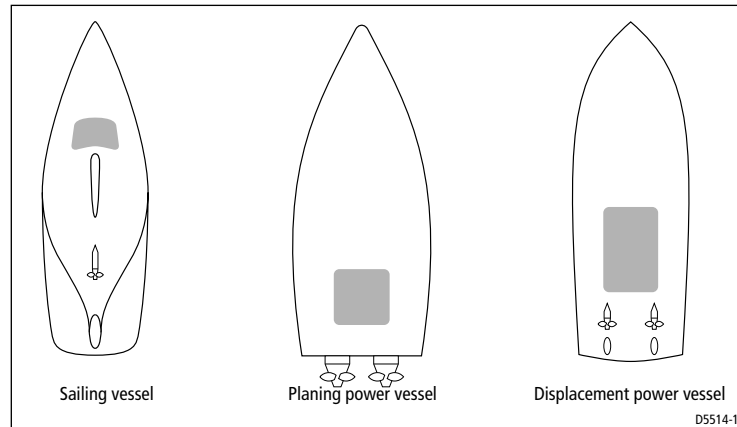 Sailing vessel
Planing power vessel
Displacement power vessel
D5514-1